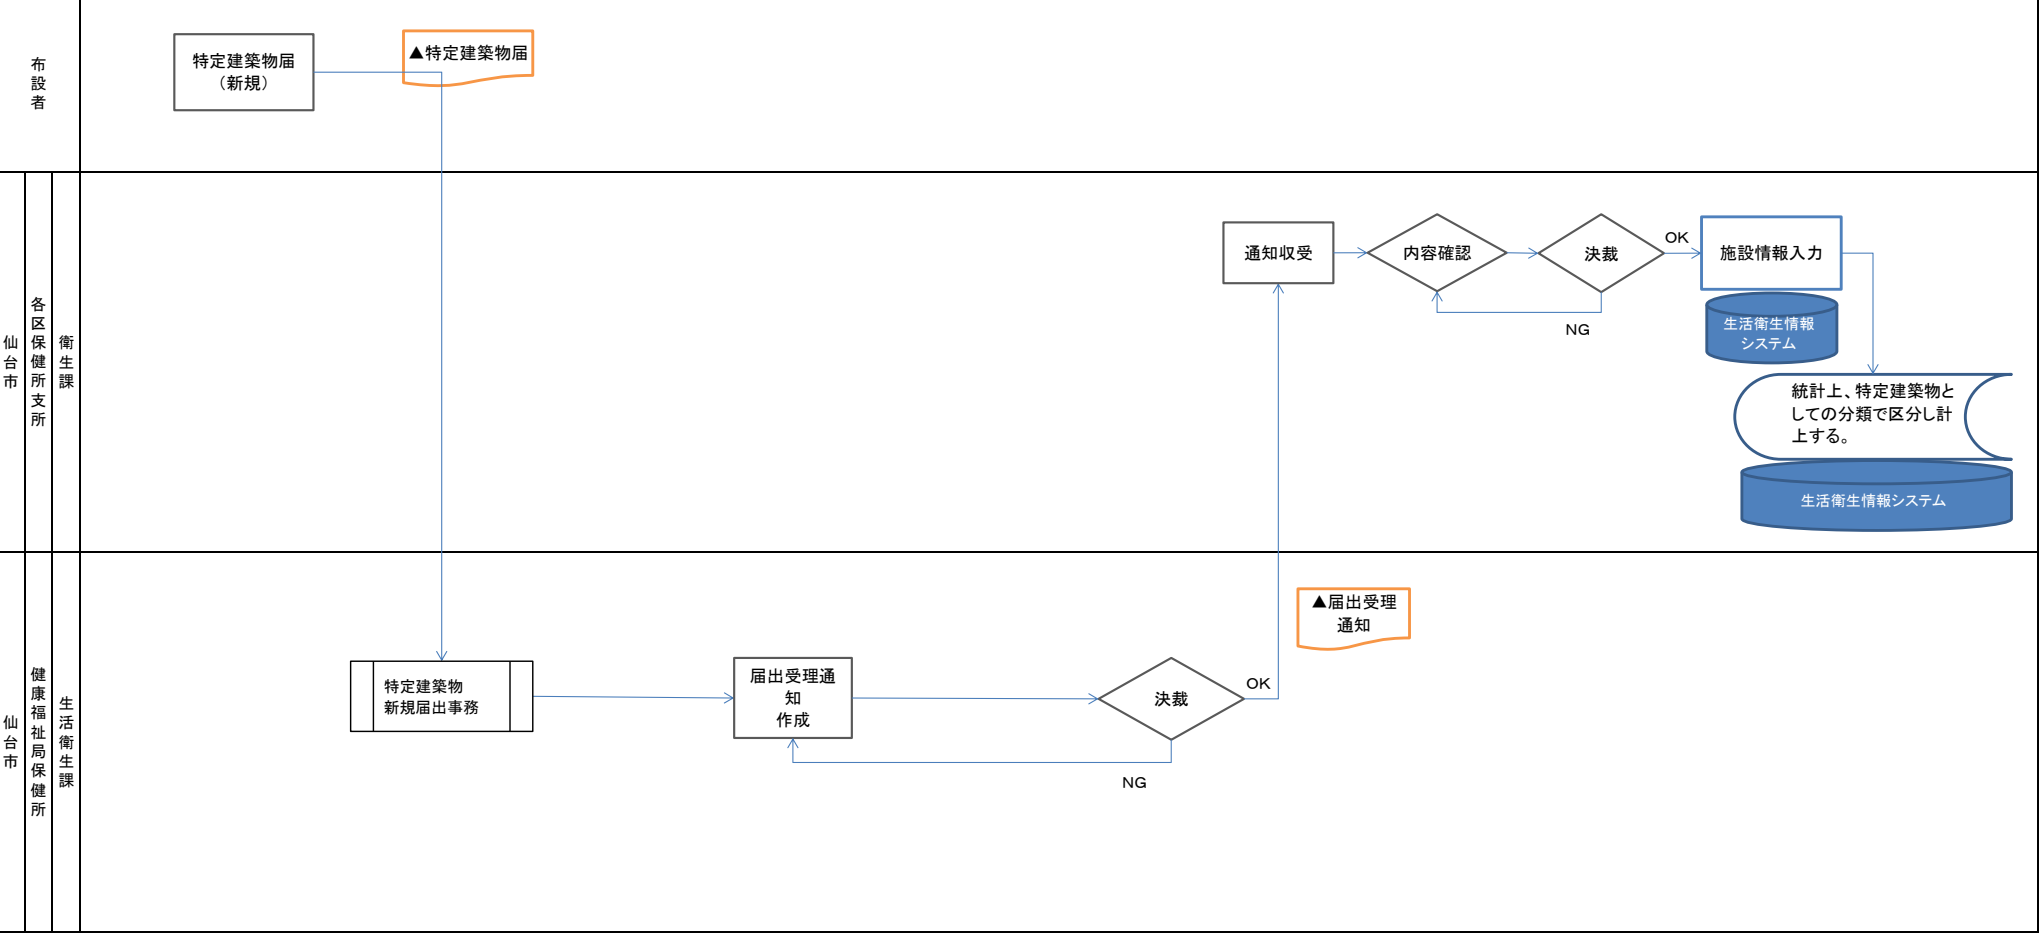 布設者
特定建築物届
（新規）
▲特定建築物届
仙台市
各区保健所支所
衛生課
通知収受
内容確認
決裁
OK
NG
施設情報入力
生活衛生情報
システム
統計上、特定建築物と
しての分類で区分し計
上する。
生活衛生情報システム
仙台市
健康福祉局保健所
生活衛生課
特定建築物
新規届出事務
届出受理通
知
作成
決裁
OK
NG
▲届出受理
通知